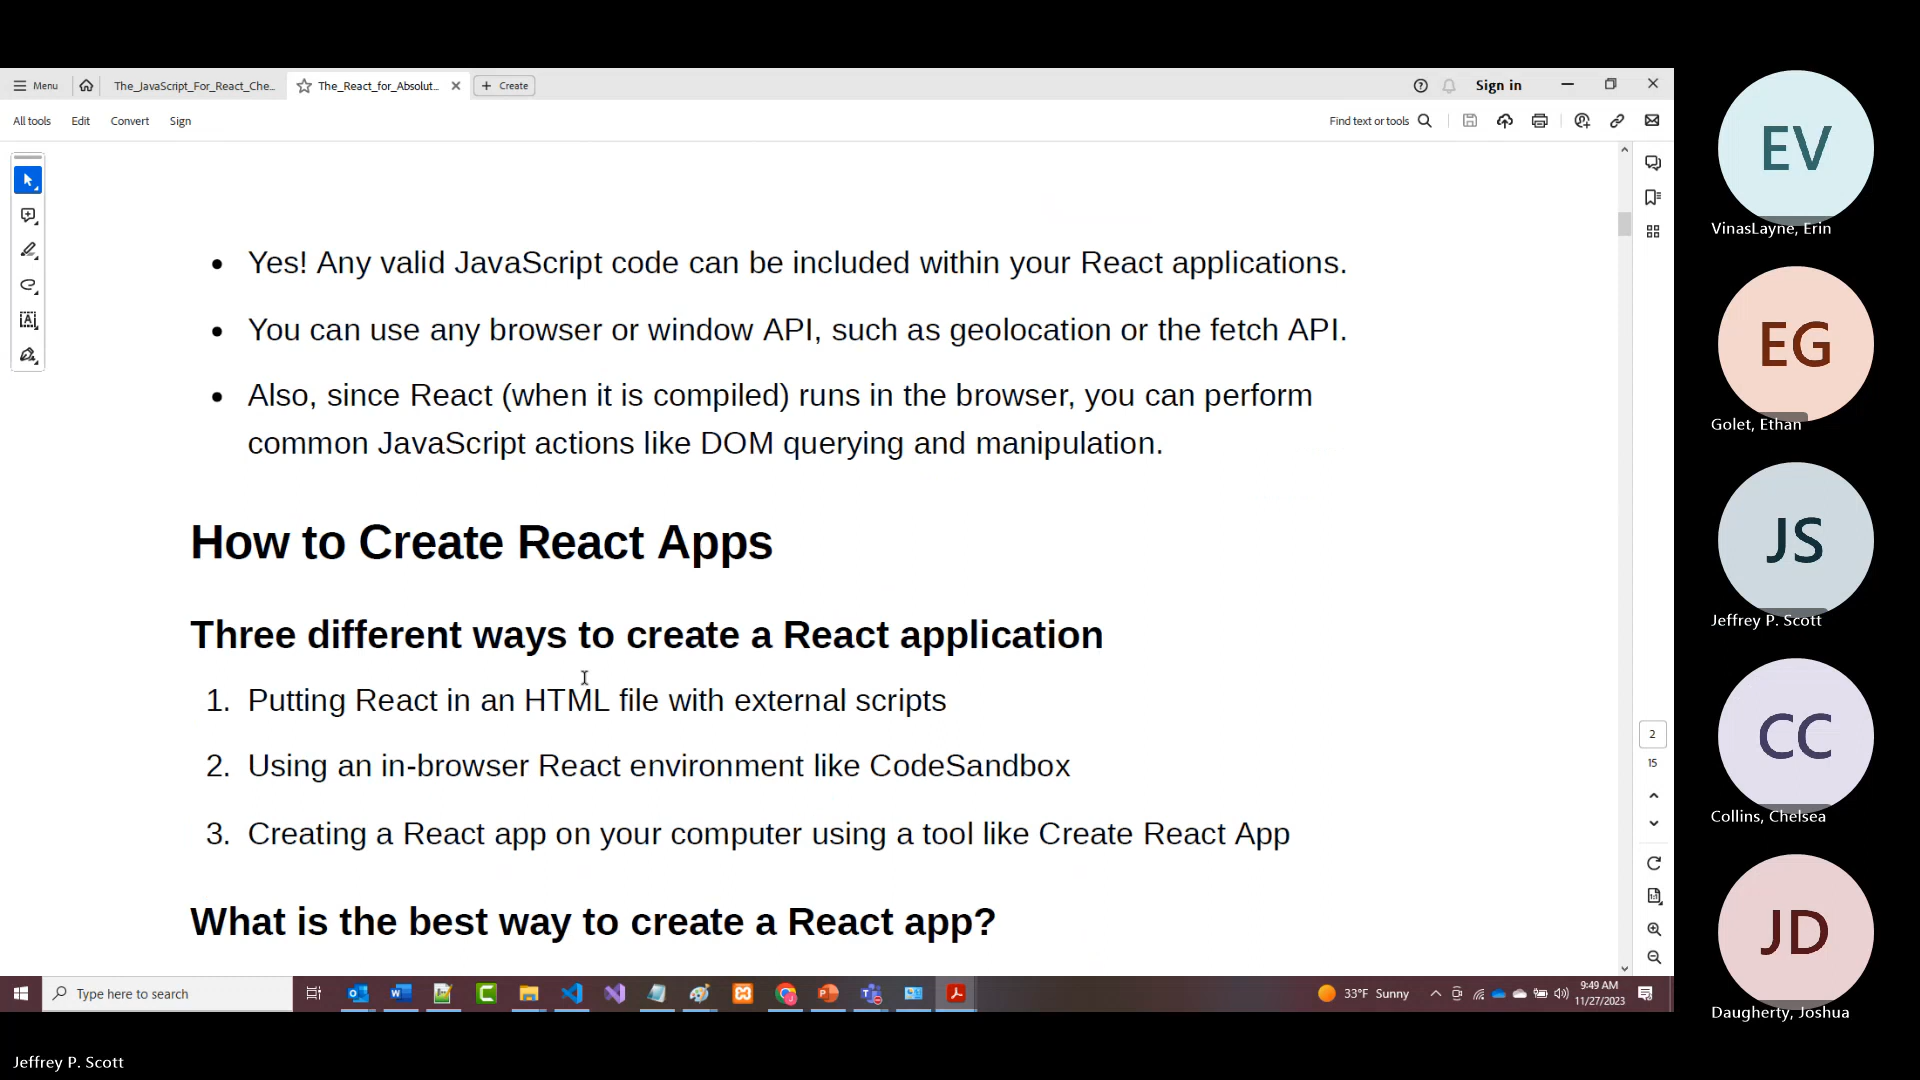 Menu
The_JavaScript_For_React_Che...
The_React_for_Absolut...
Create
Sign in
All tools
Edit
Convert
Sign
Find text or tools
• Yes! Any valid JavaScript code can be included within your React applications.
• You can use any browser or window API, such as geolocation or the fetch API.
• Also, since React (when it is compiled) runs in the browser, you can perform
common JavaScript actions like DOM querying and manipulation.
How to Create React Apps
Three different ways to create a React application
1. Putting React in an HTML file with external scripts
2. Using an in-browser React environment like CodeSandbox
3. Creating a React app on your computer using a tool like Create React App
What is the best way to create a React app?
2
15
Type here to search
33°F Sunny
9:49 AM
11/27/2023
EV
VinasLayne, Erin
EG
Golet, Ethan
JS
Jeffrey P. Scott
CC
Collins, Chelsea
JD
Daugherty, Joshua
Jeffrey P. Scott